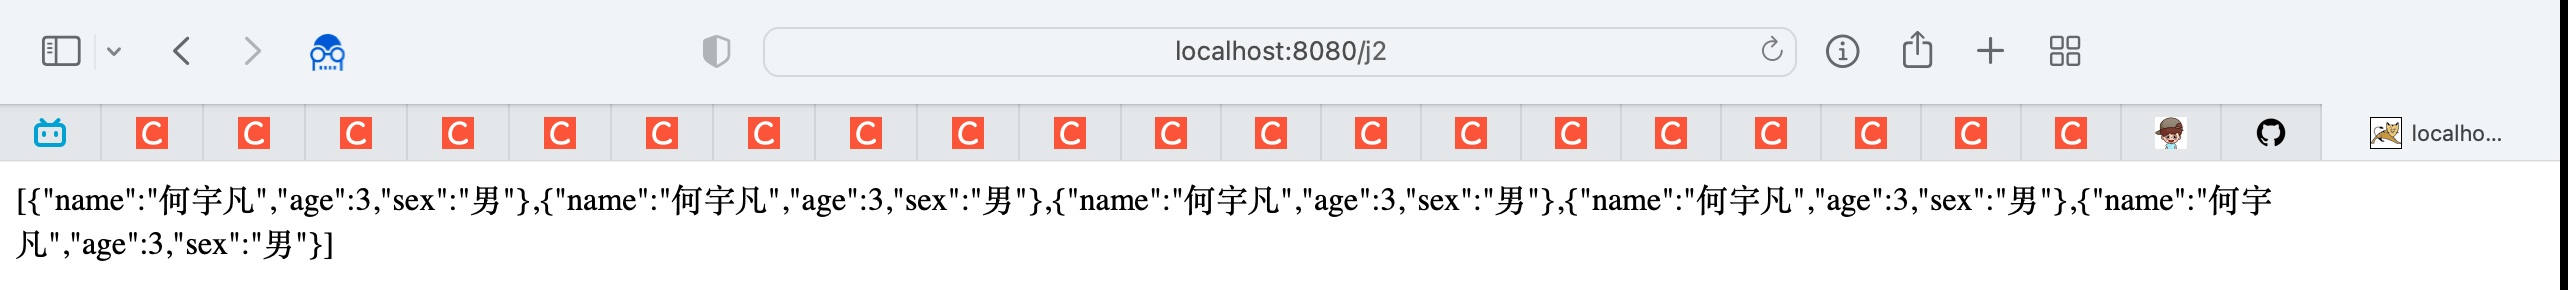 localhost:8080/j2
C C C C C C C C C C C C C C C C C C C C localho...
[{"name":"何宇凡","age":3,"sex":"男"},{"name":"何宇凡","age":3,"sex":"男"},{"name":"何宇凡","age":3,"sex":"男"},{"name":"何宇凡","age":3,"sex":"男"},{"name":"何宇
凡","age":3,"sex":"男"}]